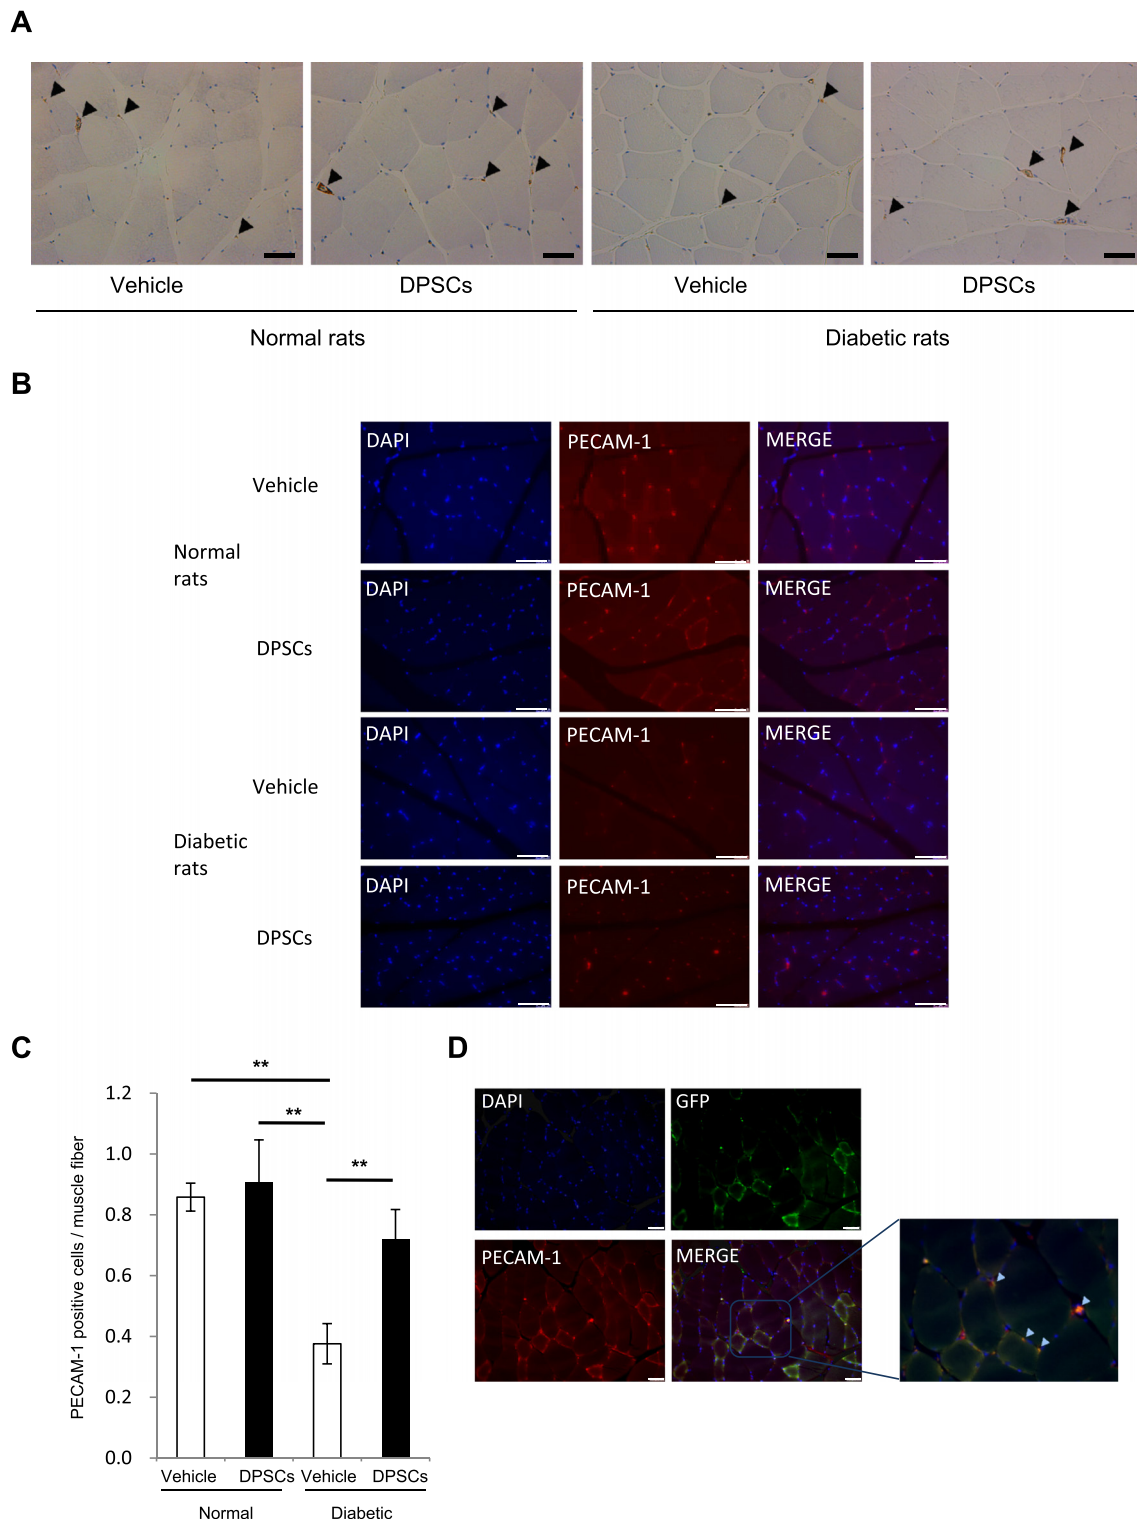 A
Vehicle
DPSCs
Vehicle
DPSCs
Normal rats
Diabetic rats
B
DAPI
PECAM-1
MERGE
Vehicle
Normal
rats
DAPI
PECAM-1
MERGE
DPSCs
DAPI
PECAM-1
MERGE
Vehicle
Diabetic
rats
DAPI
PECAM-1
MERGE
DPSCs
C
**
**
**
1.2
1.0
0.8
0.6
0.4
0.2
0.0
PECAM-1 positive cells / muscle fiber
Vehicle
DPSCs
Vehicle
DPSCs
Normal
Diabetic
D
DAPI
GFP
PECAM-1
MERGE